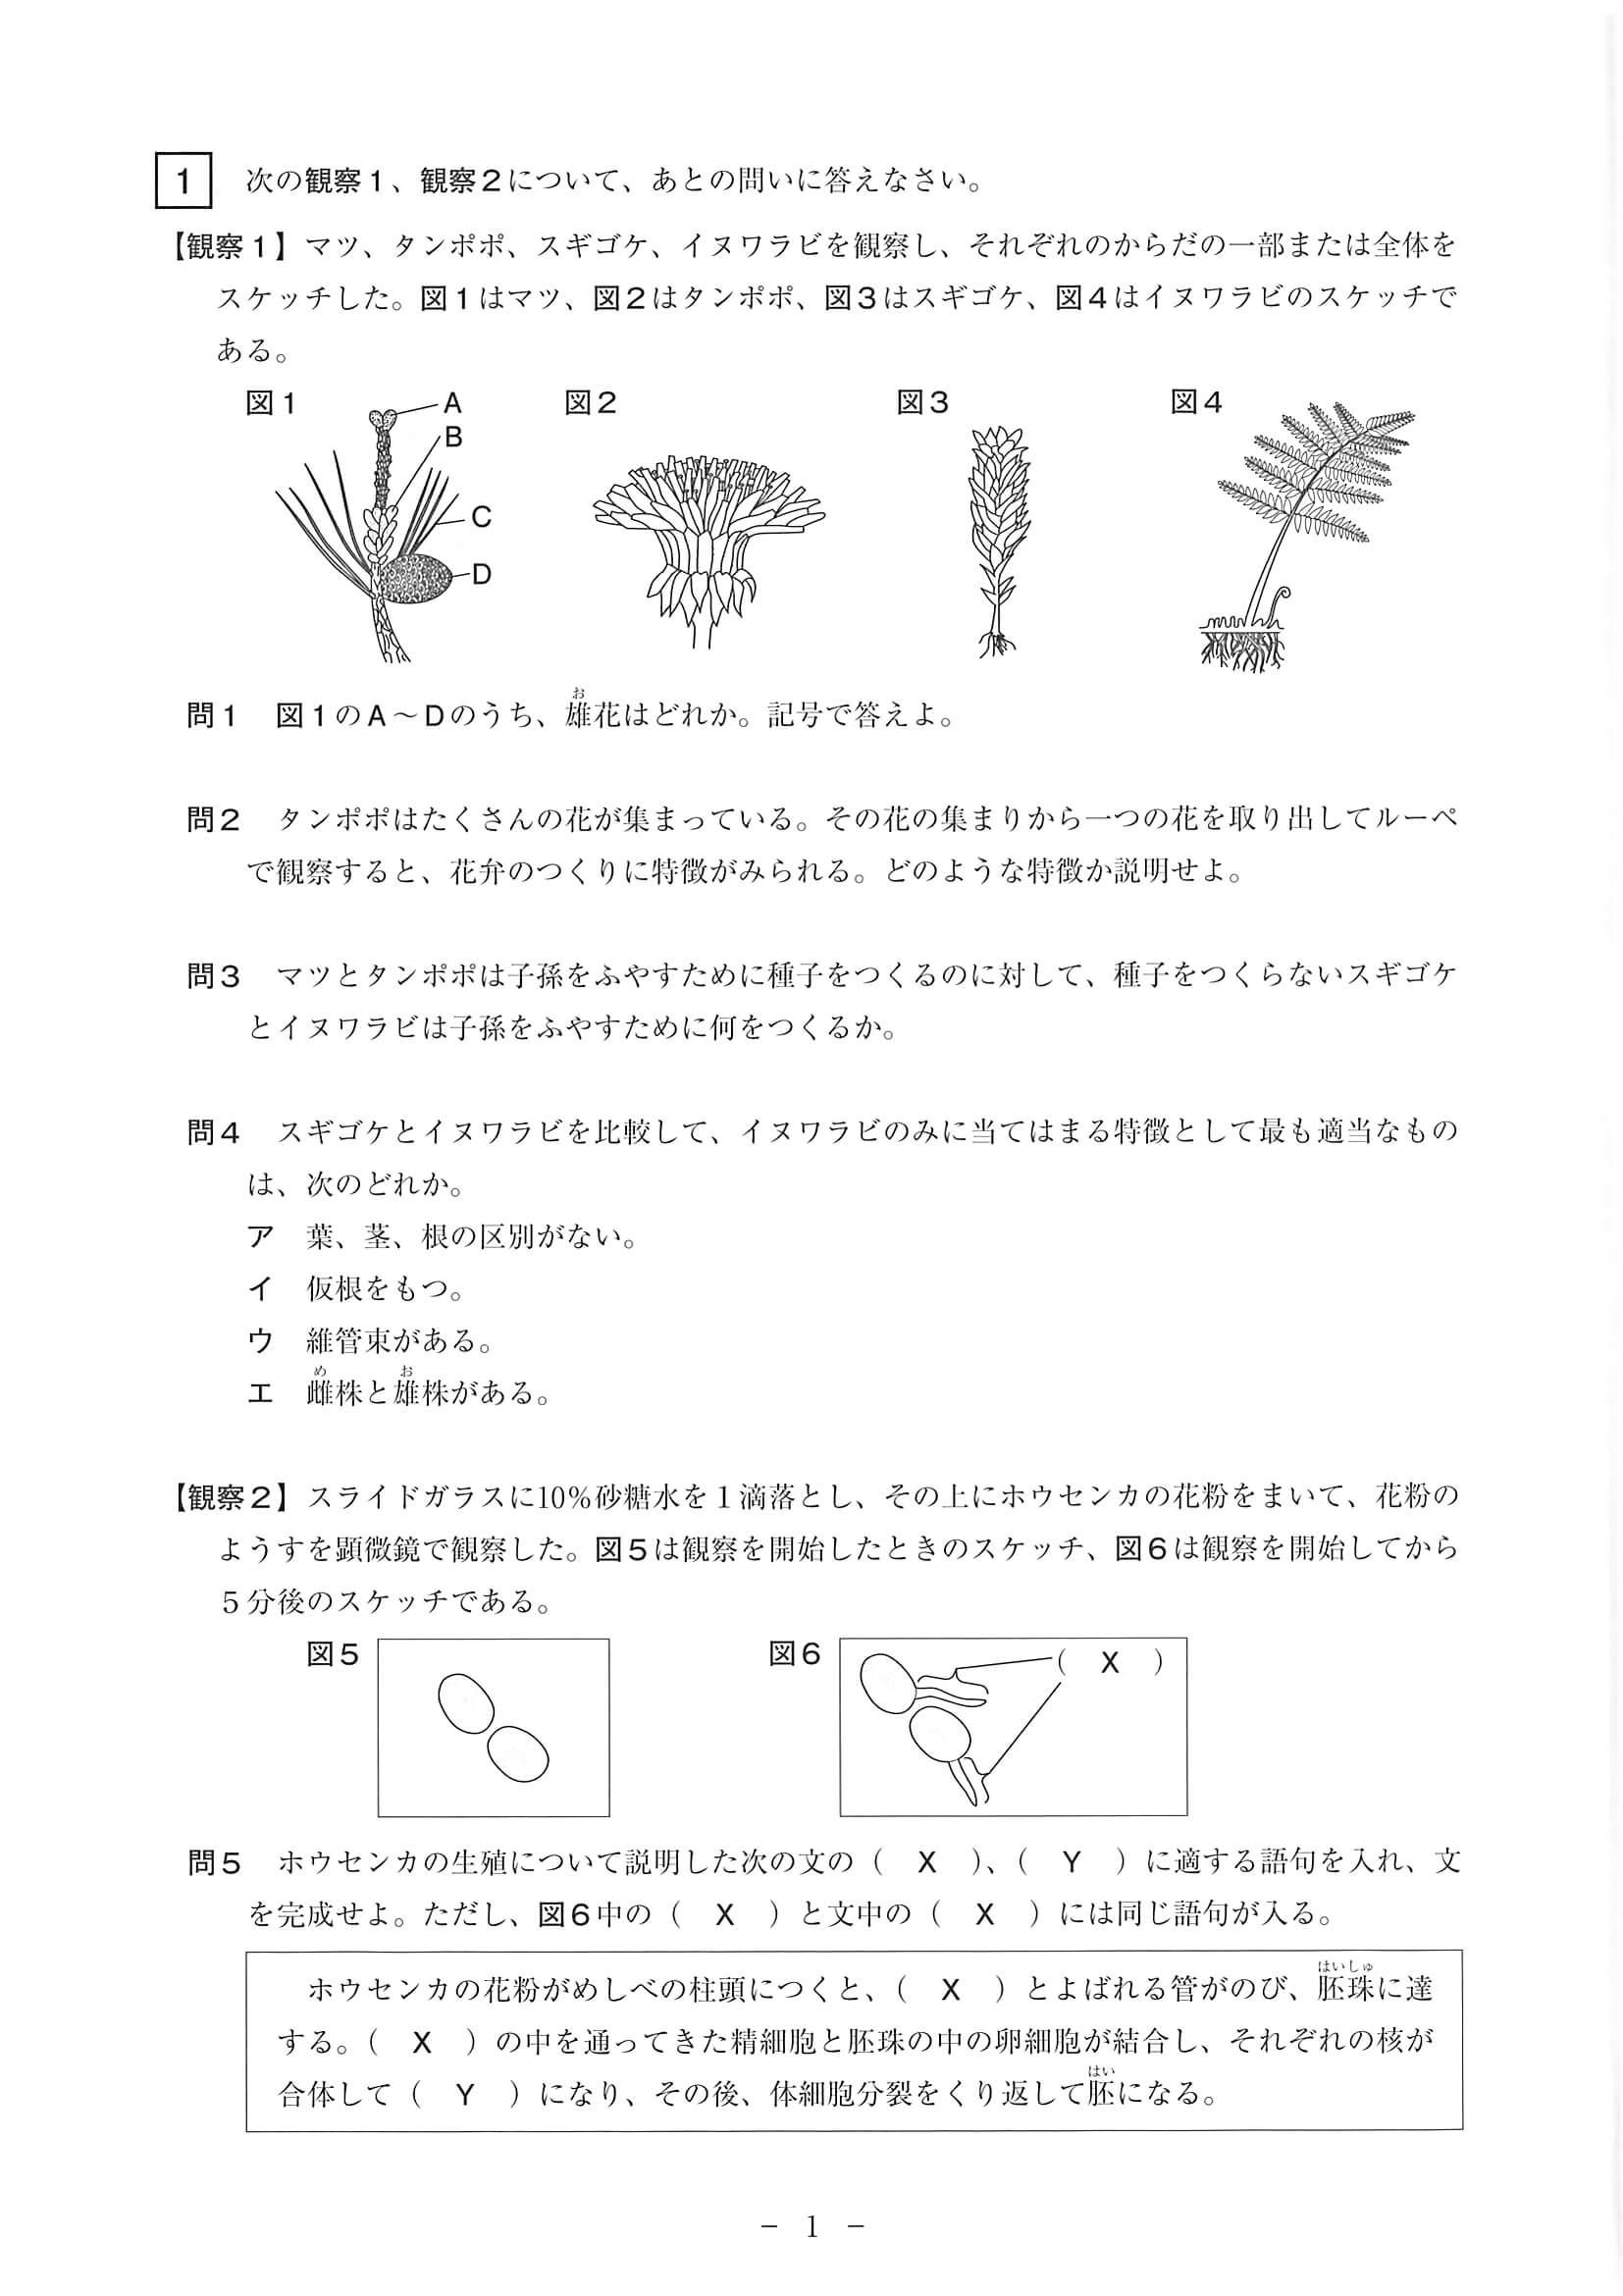 1 次の観察1、観察2について、あとの問いに答えなさい。
【観察1】マツ、タンポポ、スギゴケ、イヌワラビを観察し、それぞれのからだの一部または全体を
スケッチした。図1はマツ、図2はタンポポ、図3はスギゴケ、図4はイヌワラビのスケッチで
ある。
図1 図2 図3 図4
A
B
C
D
お
問1 図1のA～Dのうち、雄花はどれか。記号で答えよ。
問2 タンポポはたくさんの花が集まっている。その花の集まりから一つの花を取り出してルーペ
で観察すると、花弁のつくりに特徴がみられる。どのような特徴か説明せよ。
問3 マツとタンポポは子孫をふやすために種子をつくるのに対して、種子をつくらないスギゴケ
とイヌワラビは子孫をふやすために何をつくるか。
問4 スギゴケとイヌワラビを比較して、イヌワラビのみに当てはまる特徴として最も適当なもの
は、次のどれか。
ア 葉、茎、根の区別がない。
イ 仮根をもつ。
ウ 維管束がある。
め お
エ 雌株と雄株がある。
【観察2】スライドガラスに10%砂糖水を1滴落とし、その上にホウセンカの花粉をまいて、花粉の
ようすを顕微鏡で観察した。図5は観察を開始したときのスケッチ、図6は観察を開始してから
5分後のスケッチである。
図5 図6
( X )
問5 ホウセンカの生殖について説明した次の文の( X )、( Y )に適する語句を入れ、文
を完成せよ。ただし、図6中の( X )と文中の( X )には同じ語句が入る。
はいしゅ
ホウセンカの花粉がめしべの柱頭につくと、( X )とよばれる管がのび、胚珠に達
する。( X )の中を通ってきた精細胞と胚珠の中の卵細胞が結合し、それぞれの核が
はい
合体して( Y )になり、その後、体細胞分裂をくり返して胚になる。
－ 1 －